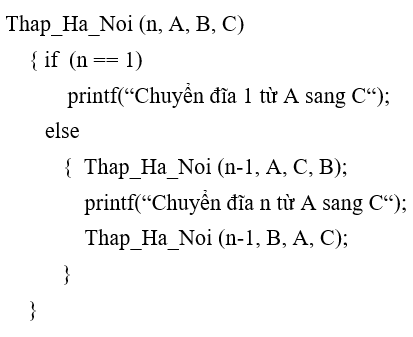 Thap_Ha_Noi (n, A, B, C)
{ if (n == 1)
printf(“Chuyển đĩa 1 từ A sang C“);
else
{ Thap_Ha_Noi (n-1, A, C, B);
printf(“Chuyển đĩa n từ A sang C“);
Thap_Ha_Noi (n-1, B, A, C);
}
}